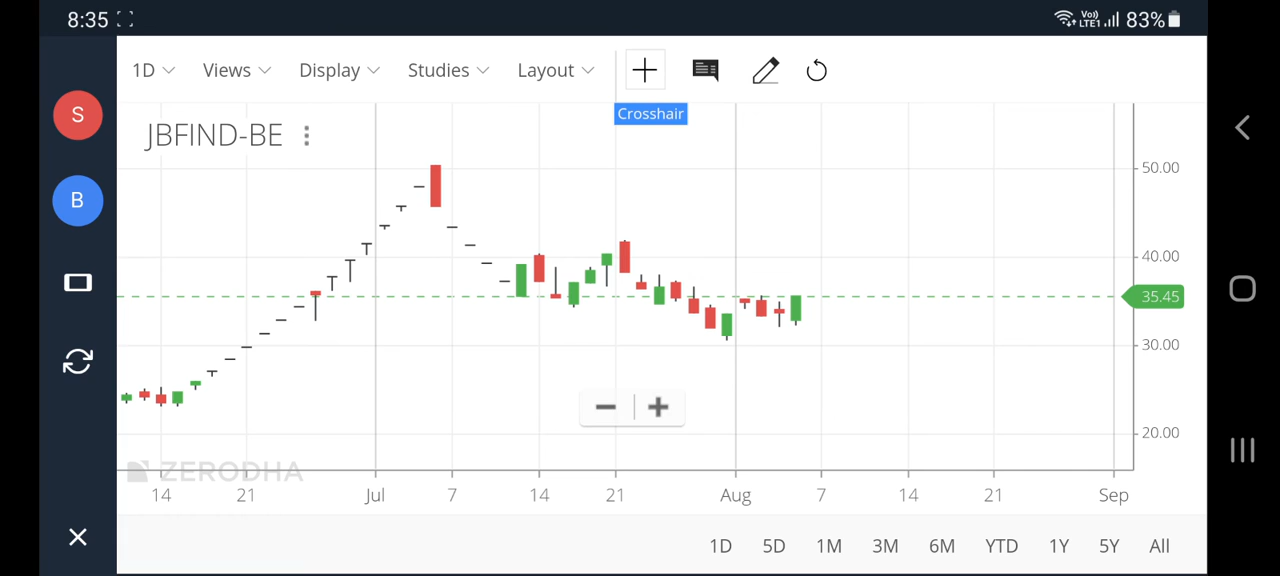 8:35 Vo) LTE1 83%
1D Views Display Studies Layout
Crosshair
S
JBFIND-BE
B
50.00
40.00
35.45
30.00
20.00
ZERODHA
14 21 Jul 7 14 21 Aug 7 14 21 Sep
1D 5D 1M 3M 6M YTD 1Y 5Y All